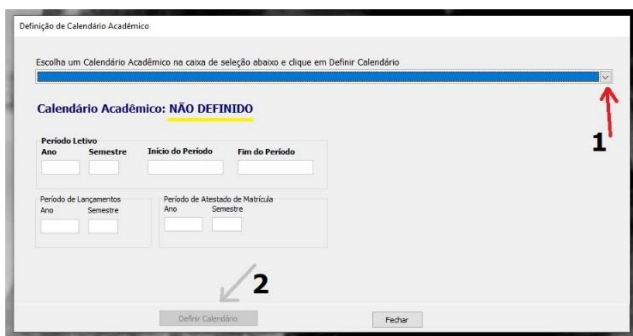 Definição de Calendário Acadêmico
Escolha um Calendário Acadêmico na caixa de seleção abaixo e clique em Definir Calendário
1
Calendário Acadêmico: NÃO DEFINIDO
Período Letivo
Ano Semestre Início do Período Fim do Período
Período de Lançamentos Período de Atestado de Matrícula
Ano Semestre Ano Semestre
2
Definir Calendário Fechar